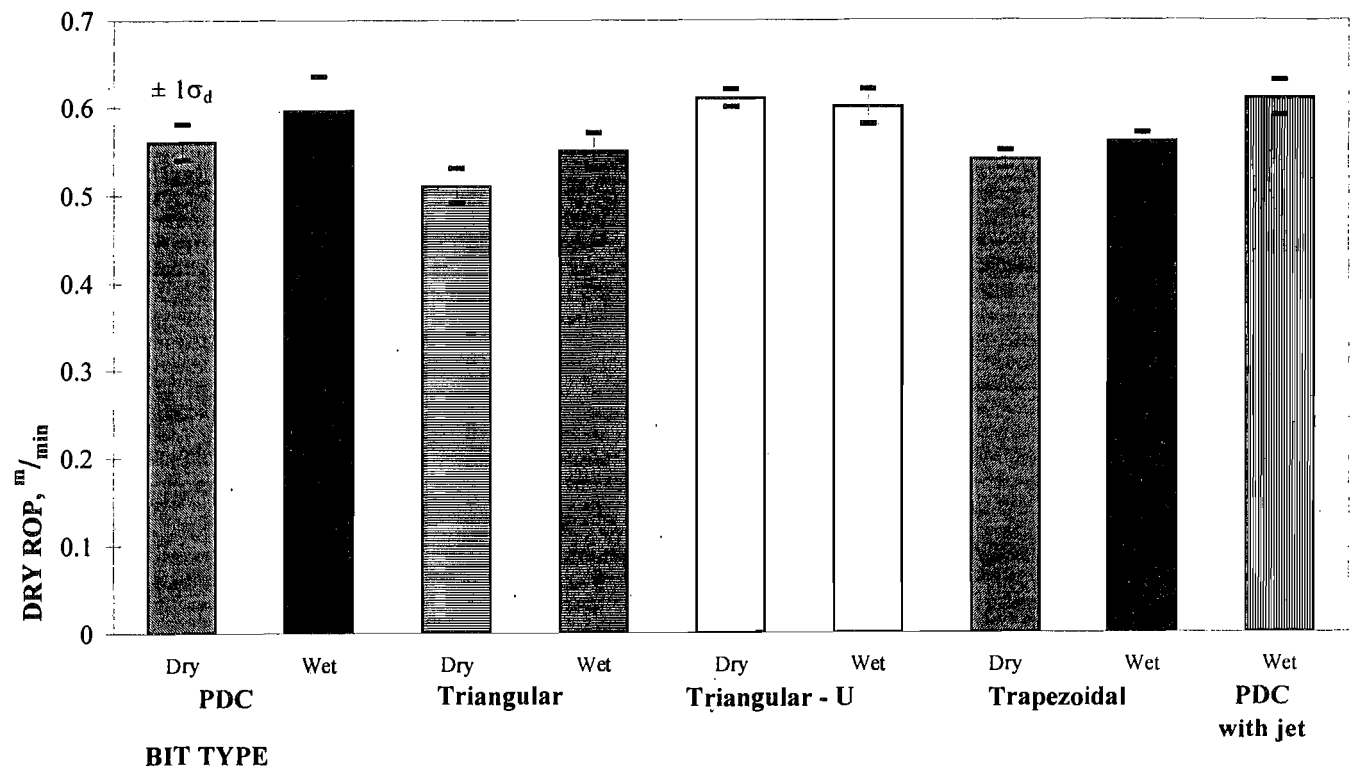 0.7
0.6
0.5
0.4
0.3
0.2
0.1
0
DRY ROP, m/min
± 1σd
Dry Wet Dry Wet Dry Wet Dry Wet Wet
PDC Triangular Triangular - U Trapezoidal PDC
with jet
BIT TYPE